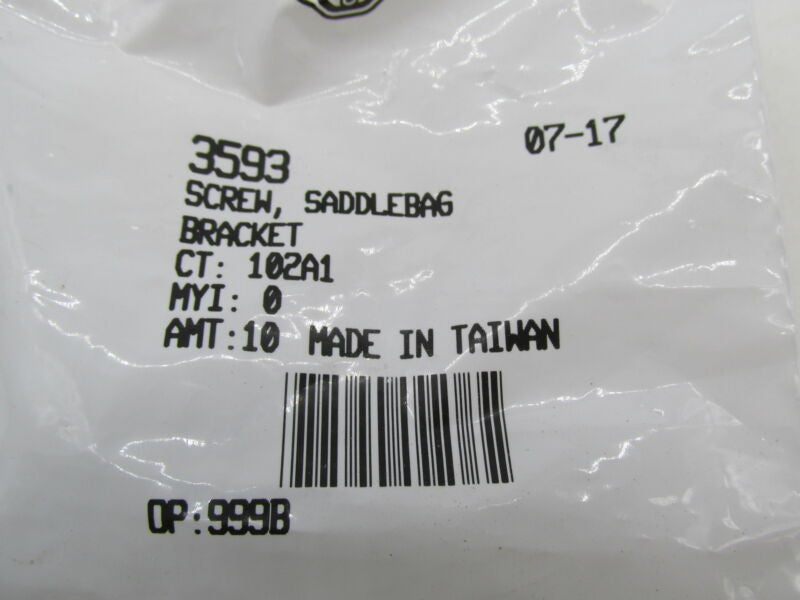 07-17
3593
SCREW, SADDLEBAG
BRACKET
CT: 102A1
MYI: 0
AMT:10 MADE IN TAIWAN
OP:999B